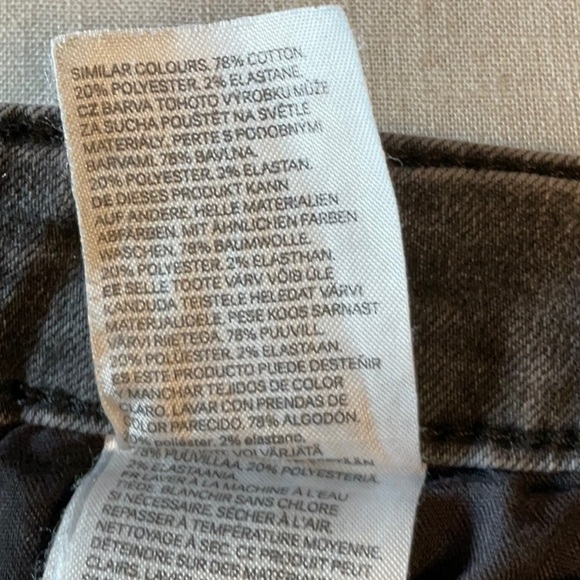 SIMILAR COLOURS, 78% COTTON,
20% POLYESTER, 2% ELASTANE,
CZ BARVA TOHOTO VÝROBKU MŮŽE
ZA SUCHA POUŠTĚT NA SVĚTLÉ
MATERIÁLY, PERTE S PODOBNÝMI
BARVAMI, 78% BAVLNA,
20% POLYESTER, 2% ELASTAN.
DE DIESES PRODUKT KANN
AUF ANDERE, HELLE MATERIALIEN
ABFÄRBEN. MIT ÄHNLICHEN FARBEN
WASCHEN, 78% BAUMWOLLE.
20% POLYESTER, 2% ELASTHAN.
EE SELLE TOOTE VÄRV VÕIB ÜLE
KANDUDA TEISTELE HELEDAT VÄRVI
MATERJALIDELE. PESE KOOS SARNAST
VÄRVI RIIETEGA. 78% PUUVILL.
20% POLÜESTER, 2% ELASTAAN.
ES ESTE PRODUCTO PUEDE DESTEÑIR
Y MANCHAR TEJIDOS DE COLOR
CLARO. LAVAR CON PRENDAS DE
COLOR PARECIDO, 78% ALGODÓN.
20% poliéster, 2% elastano.
78% PUUVILLAA, 20% POLYESTERIÄ
2% ELASTAANIA
FR LAVER À LA MACHINE À L'EAU
TIÈDE, BLANCHIR SANS CHLORE
SI NÉCESSAIRE, SÉCHER À L'AIR.
REPASSER À TEMPÉRATURE MOYENNE.
NETTOYAGE À SEC. CE PRODUIT PEUT
DÉTEINDRE SUR DES MATÉRIAUX
CLAIRS, LAVER